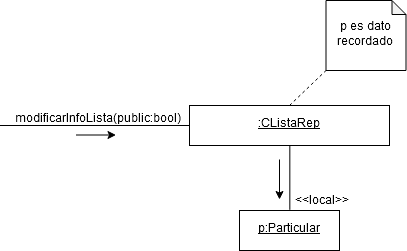 p es dato
recordado
modificarInfoLista(public:bool)
:CListaRep
<<local>>
p:Particular